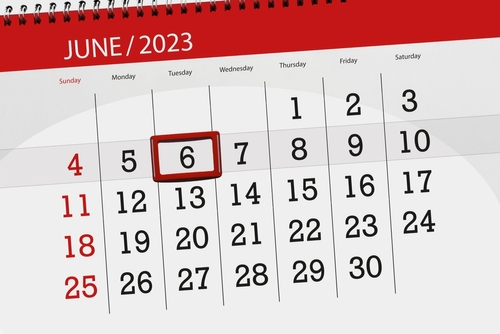 JUNE / 2023
Sunday Monday Tuesday Wednesday Thursday Friday Saturday
1 2 3
4 5 6 7 8 9 10
11 12 13 14 15 16 17
18 19 20 21 22 23 24
25 26 27 28 29 30